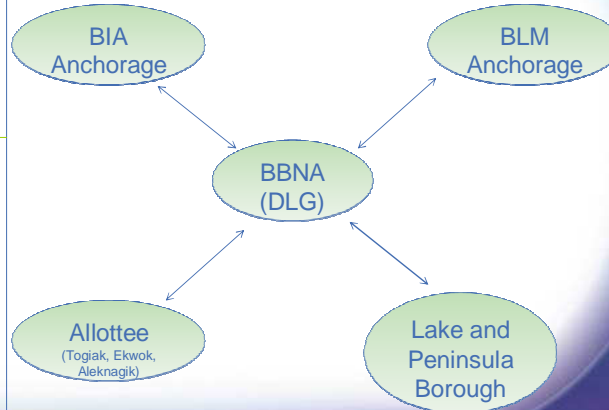 BIA
Anchorage
BLM
Anchorage
BBNA
(DLG)
Allottee
(Togiak, Ekwok,
Aleknagik)
Lake and
Peninsula
Borough